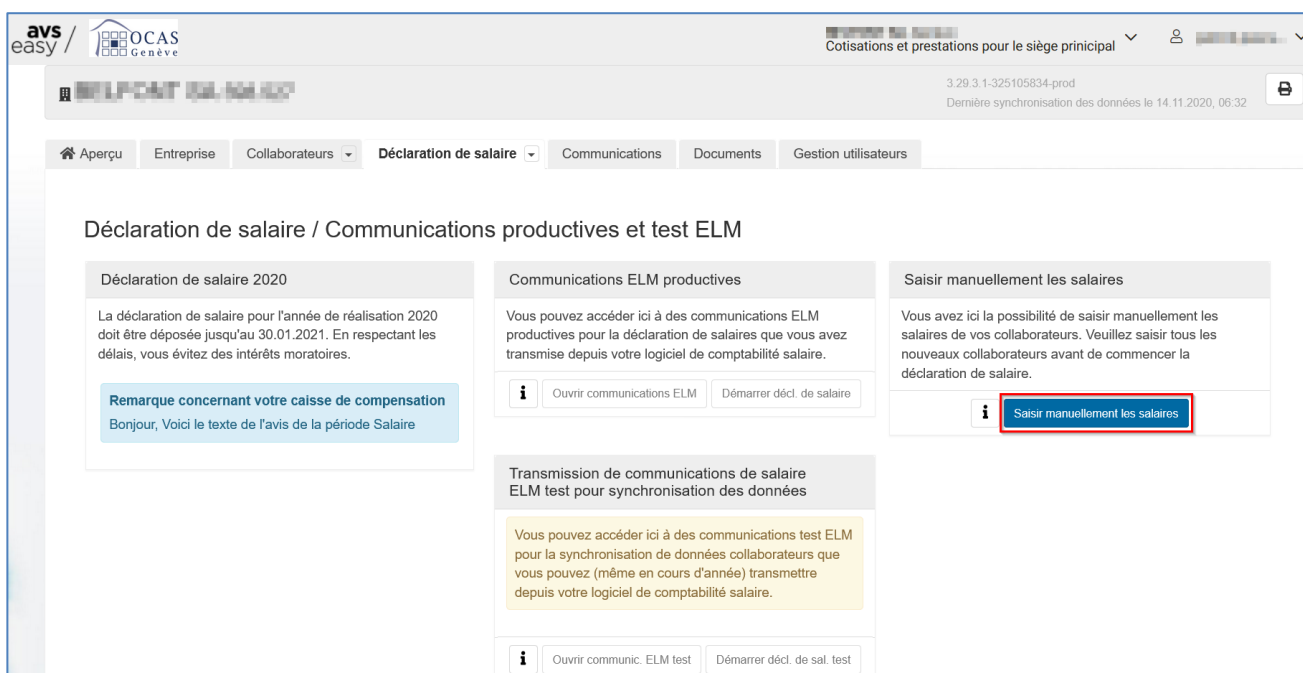 avs
easy /
OCAS
Genève
Cotisations et prestations pour le siège prinicipal
3.29.3.1-325105834-prod
Dernière synchronisation des données le 14.11.2020, 06:32
Aperçu Entreprise Collaborateurs Déclaration de salaire Communications Documents Gestion utilisateurs
Déclaration de salaire / Communications productives et test ELM
Déclaration de salaire 2020
La déclaration de salaire pour l'année de réalisation 2020
doit être déposée jusqu'au 30.01.2021. En respectant les
délais, vous évitez des intérêts moratoires.
Remarque concernant votre caisse de compensation
Bonjour, Voici le texte de l'avis de la période Salaire
Communications ELM productives
Vous pouvez accéder ici à des communications ELM
productives pour la déclaration de salaires que vous avez
transmise depuis votre logiciel de comptabilité salaire.
i Ouvrir communications ELM Démarrer décl. de salaire
Saisir manuellement les salaires
Vous avez ici la possibilité de saisir manuellement les
salaires de vos collaborateurs. Veuillez saisir tous les
nouveaux collaborateurs avant de commencer la
déclaration de salaire.
i Saisir manuellement les salaires
Transmission de communications de salaire
ELM test pour synchronisation des données
Vous pouvez accéder ici à des communications test ELM
pour la synchronisation de données collaborateurs que
vous pouvez (même en cours d'année) transmettre
depuis votre logiciel de comptabilité salaire.
i Ouvrir communic. ELM test Démarrer décl. de sal. test